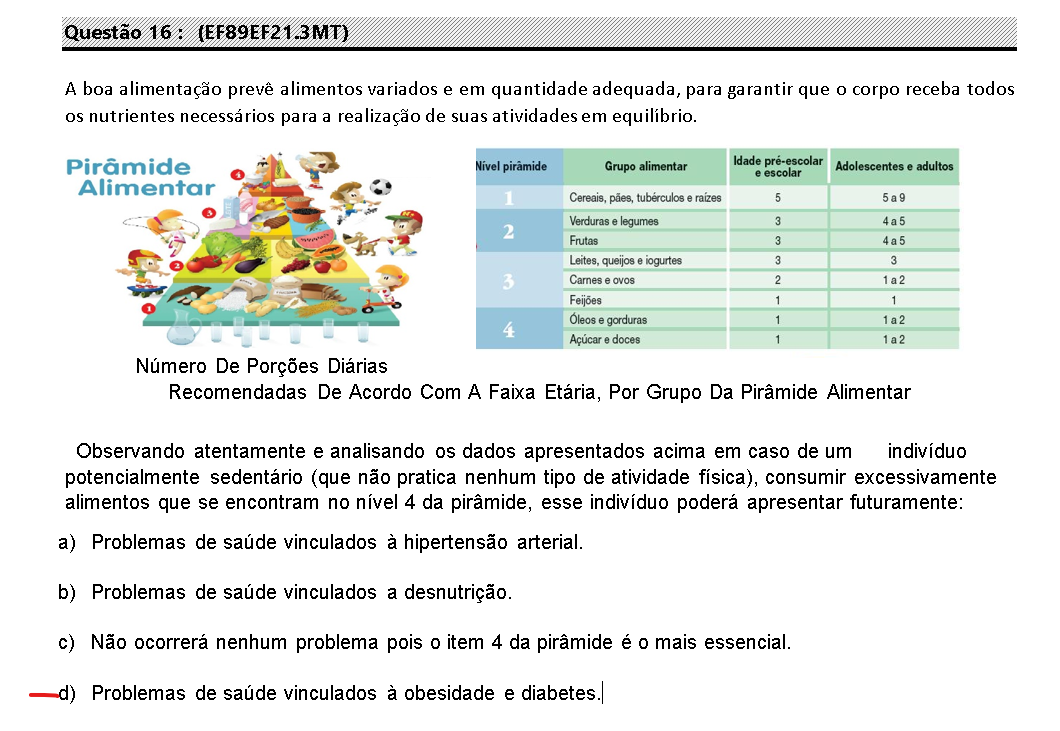 Questão 16 : (EF89EF21.3MT)
A boa alimentação prevê alimentos variados e em quantidade adequada, para garantir que o corpo receba todos
os nutrientes necessários para a realização de suas atividades em equilíbrio.
Pirâmide
Alimentar
4
3
2
1
Nível pirâmide Grupo alimentar Idade pré-escolar e escolar Adolescentes e adultos
1 Cereais, pães, tubérculos e raízes 5 5 a 9
2 Verduras e legumes 3 4 a 5
Frutas 3 4 a 5
3 Leites, queijos e iogurtes 3 3
Carnes e ovos 2 1 a 2
Feijões 1 1
4 Óleos e gorduras 1 1 a 2
Açúcar e doces 1 1 a 2
Número De Porções Diárias
Recomendadas De Acordo Com A Faixa Etária, Por Grupo Da Pirâmide Alimentar
Observando atentamente e analisando os dados apresentados acima em caso de um indivíduo
potencialmente sedentário (que não pratica nenhum tipo de atividade física), consumir excessivamente
alimentos que se encontram no nível 4 da pirâmide, esse indivíduo poderá apresentar futuramente:
a) Problemas de saúde vinculados à hipertensão arterial.
b) Problemas de saúde vinculados a desnutrição.
c) Não ocorrerá nenhum problema pois o item 4 da pirâmide é o mais essencial.
d) Problemas de saúde vinculados à obesidade e diabetes.